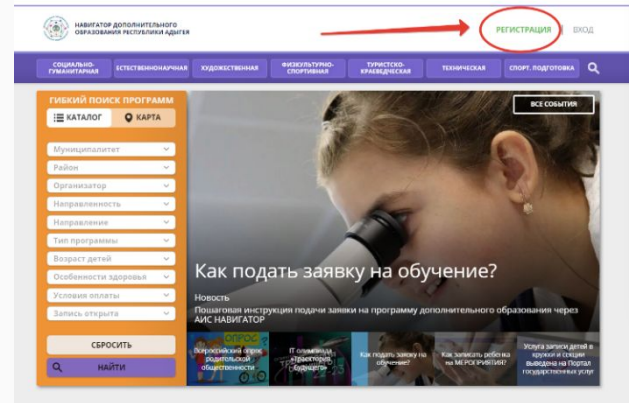 НАВИГАТОР ДОПОЛНИТЕЛЬНОГО
ОБРАЗОВАНИЯ РЕСПУБЛИКИ АДЫГЕЯ
РЕГИСТРАЦИЯ
ВХОД
СОЦИАЛЬНО-
ГУМАНИТАРНАЯ
ЕСТЕСТВЕННОНАУЧНАЯ
ХУДОЖЕСТВЕННАЯ
ФИЗКУЛЬТУРНО-
СПОРТИВНАЯ
ТУРИСТСКО-
КРАЕВЕДЧЕСКАЯ
ТЕХНИЧЕСКАЯ
СПОРТ. ПОДГОТОВКА
ГИБКИЙ ПОИСК ПРОГРАММ
КАТАЛОГ
КАРТА
Муниципалитет
Район
Организатор
Направленность
Направление
Тип программы
Возраст детей
Особенности здоровья
Условия оплаты
Запись открыта
СБРОСИТЬ
НАЙТИ
ВСЕ СОБЫТИЯ
Как подать заявку на обучение?
Новость
Пошаговая инструкция подачи заявки на программу дополнительного образования через
АИС НАВИГАТОР
ОПРОС
Всероссийский опрос
родительской
общественности
IT олимпиада
«Траектория
будущего»
Как подать заявку на
обучение?
Как записать ребенка
на МЕРОПРИЯТИЯ?
Услуга записи детей в
кружки и секции
выведена на Портал
государственных услуг